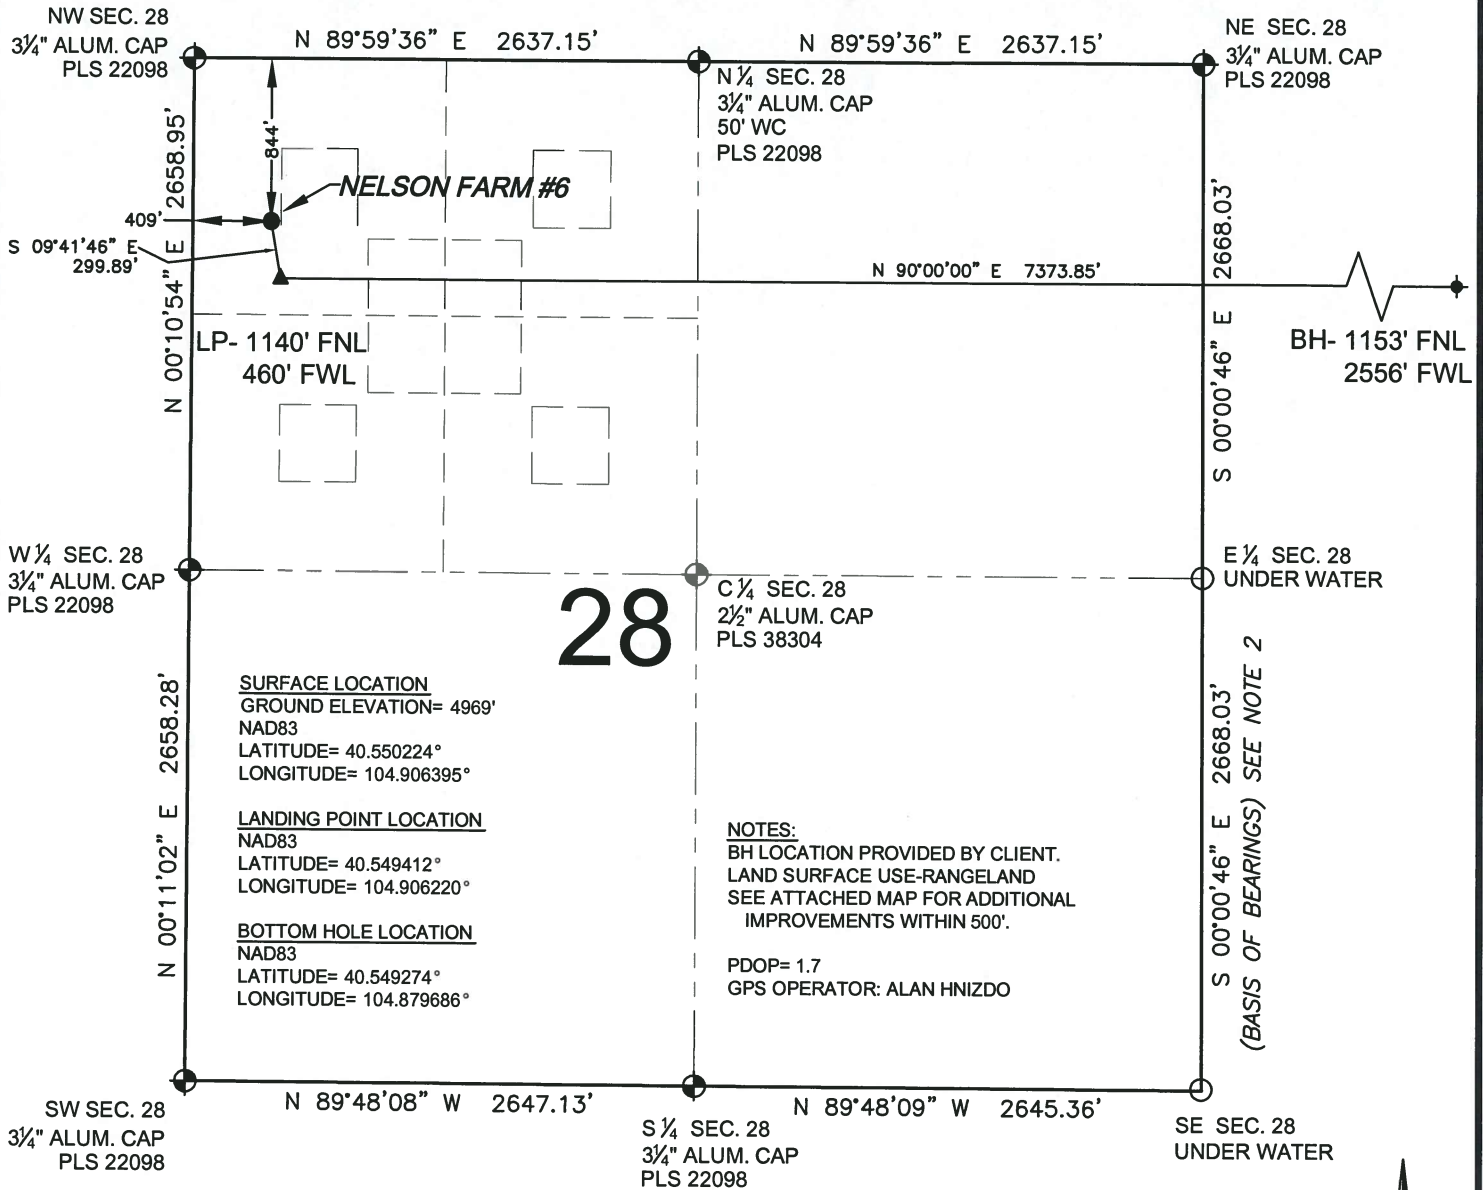 NW SEC. 28
3¼" ALUM. CAP
PLS 22098
N 89°59'36" E 2637.15'
N 89°59'36" E 2637.15'
NE SEC. 28
3¼" ALUM. CAP
PLS 22098
N ¼ SEC. 28
3¼" ALUM. CAP
50' WC
PLS 22098
N 00°10'54" E 2658.95'
844'
NELSON FARM #6
409'
S 09°41'46" E
299.89'
N 90°00'00" E 7373.85'
S 00°00'46" E 2668.03'
LP- 1140' FNL
460' FWL
BH- 1153' FNL
2556' FWL
W ¼ SEC. 28
3¼" ALUM. CAP
PLS 22098
28
C ¼ SEC. 28
2½" ALUM. CAP
PLS 38304
E ¼ SEC. 28
UNDER WATER
N 00°11'02" E 2658.28'
SURFACE LOCATION
GROUND ELEVATION= 4969'
NAD83
LATITUDE= 40.550224°
LONGITUDE= 104.906395°
LANDING POINT LOCATION
NAD83
LATITUDE= 40.549412°
LONGITUDE= 104.906220°
BOTTOM HOLE LOCATION
NAD83
LATITUDE= 40.549274°
LONGITUDE= 104.879686°
NOTES:
BH LOCATION PROVIDED BY CLIENT.
LAND SURFACE USE-RANGELAND
SEE ATTACHED MAP FOR ADDITIONAL
IMPROVEMENTS WITHIN 500'.
PDOP= 1.7
GPS OPERATOR: ALAN HNIZDO
S 00°00'46" E 2668.03'
(BASIS OF BEARINGS) SEE NOTE 2
SW SEC. 28
3¼" ALUM. CAP
PLS 22098
N 89°48'08" W 2647.13'
S ¼ SEC. 28
3¼" ALUM. CAP
PLS 22098
N 89°48'09" W 2645.36'
SE SEC. 28
UNDER WATER